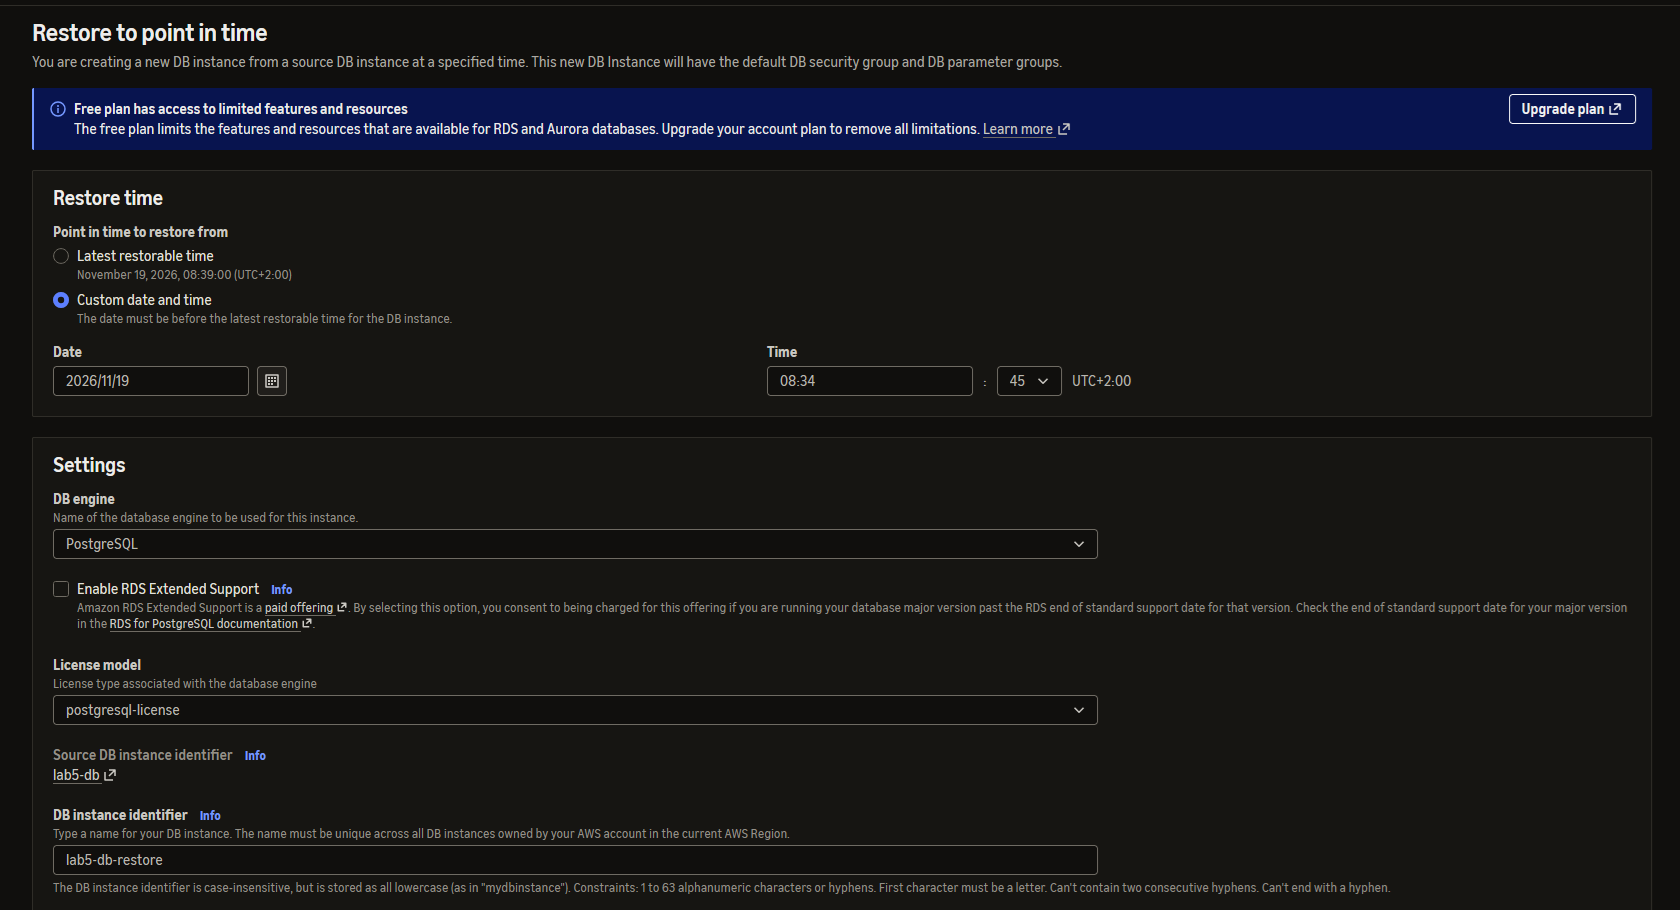 Restore to point in time
You are creating a new DB instance from a source DB instance at a specified time. This new DB Instance will have the default DB security group and DB parameter groups.
Free plan has access to limited features and resources
The free plan limits the features and resources that are available for RDS and Aurora databases. Upgrade your account plan to remove all limitations. Learn more
Upgrade plan
Restore time
Point in time to restore from
Latest restorable time
November 19, 2026, 08:39:00 (UTC+2:00)
Custom date and time
The date must be before the latest restorable time for the DB instance.
Date
2026/11/19
Time
08:34 : 45 UTC+2:00
Settings
DB engine
Name of the database engine to be used for this instance.
PostgreSQL
Enable RDS Extended Support Info
Amazon RDS Extended Support is a paid offering. By selecting this option, you consent to being charged for this offering if you are running your database major version past the RDS end of standard support date for that version. Check the end of standard support date for your major version
in the RDS for PostgreSQL documentation.
License model
License type associated with the database engine
postgresql-license
Source DB instance identifier Info
lab5-db
DB instance identifier Info
Type a name for your DB instance. The name must be unique across all DB instances owned by your AWS account in the current AWS Region.
lab5-db-restore
The DB instance identifier is case-insensitive, but is stored as all lowercase (as in "mydbinstance"). Constraints: 1 to 63 alphanumeric characters or hyphens. First character must be a letter. Can't contain two consecutive hyphens. Can't end with a hyphen.